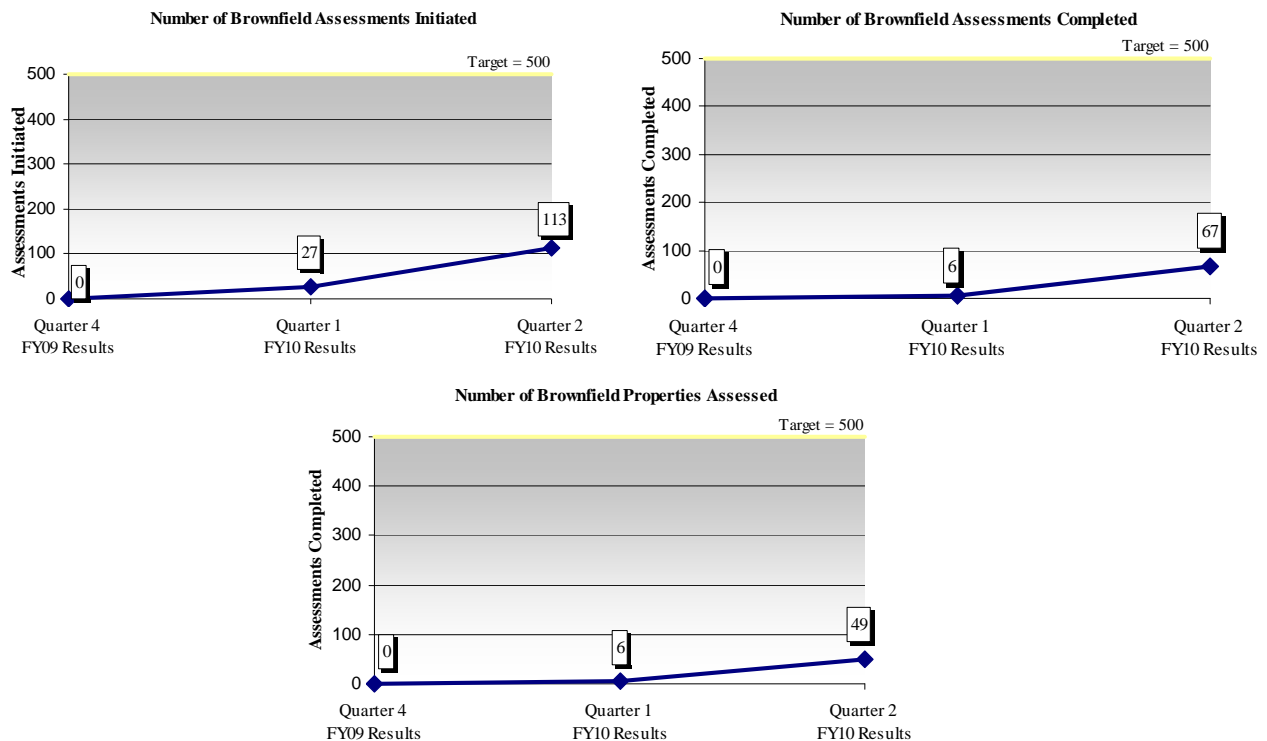 Number of Brownfield Assessments Initiated
Target = 500
Assessments Initiated
500
400
300
200
100
0
0
27
113
Quarter 4
FY09 Results
Quarter 1
FY10 Results
Quarter 2
FY10 Results
Number of Brownfield Assessments Completed
Target = 500
Assessments Completed
500
400
300
200
100
0
0
6
67
Quarter 4
FY09 Results
Quarter 1
FY10 Results
Quarter 2
FY10 Results
Number of Brownfield Properties Assessed
Target = 500
Assessments Completed
500
400
300
200
100
0
0
6
49
Quarter 4
FY09 Results
Quarter 1
FY10 Results
Quarter 2
FY10 Results